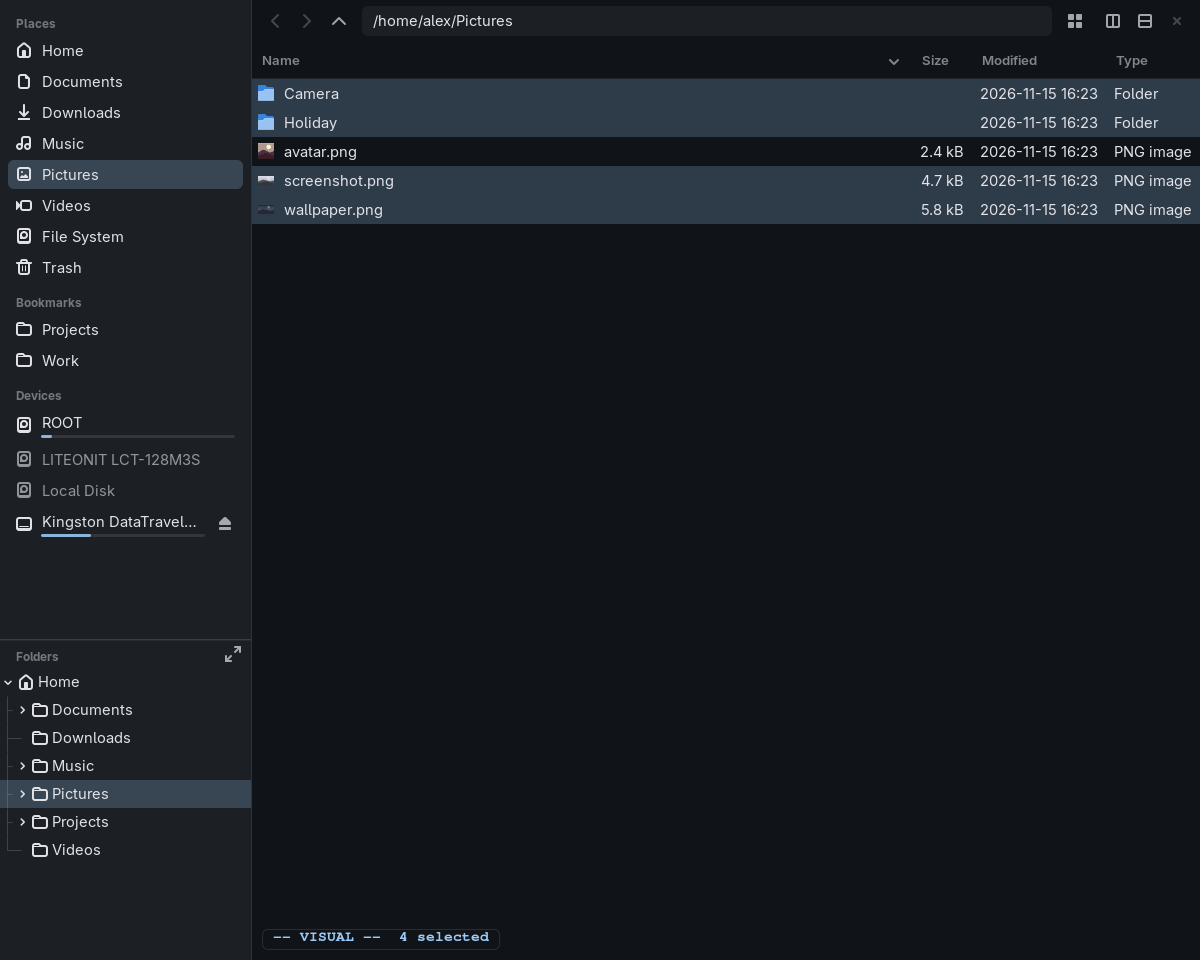 Places
Home
Documents
Downloads
Music
Pictures
Videos
File System
Trash
Bookmarks
Projects
Work
Devices
ROOT
LITEONIT LCT-128M3S
Local Disk
Kingston DataTravel...
Folders
Home
Documents
Downloads
Music
Pictures
Projects
Videos
/home/alex/Pictures
Name Size Modified Type
Camera 2026-11-15 16:23 Folder
Holiday 2026-11-15 16:23 Folder
avatar.png 2.4 kB 2026-11-15 16:23 PNG image
screenshot.png 4.7 kB 2026-11-15 16:23 PNG image
wallpaper.png 5.8 kB 2026-11-15 16:23 PNG image
-- VISUAL -- 4 selected